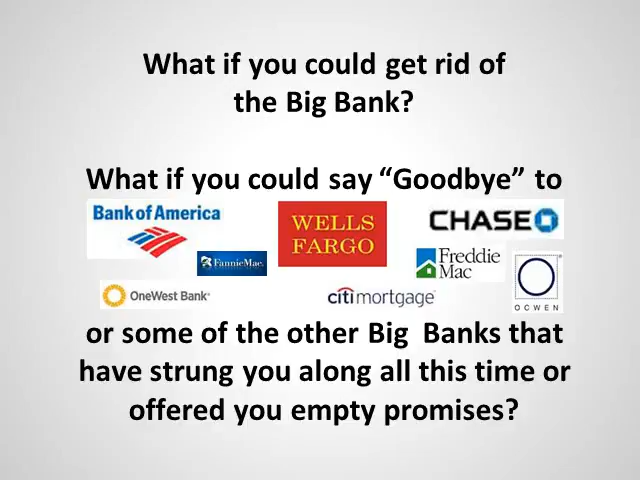 What if you could get rid of
the Big Bank?
What if you could say “Goodbye” to
Bank of America
WELLS
FARGO
CHASE
FannieMae.
Freddie
Mac
OneWest Bank
citimortgage
OCWEN
or some of the other Big Banks that
have strung you along all this time or
offered you empty promises?